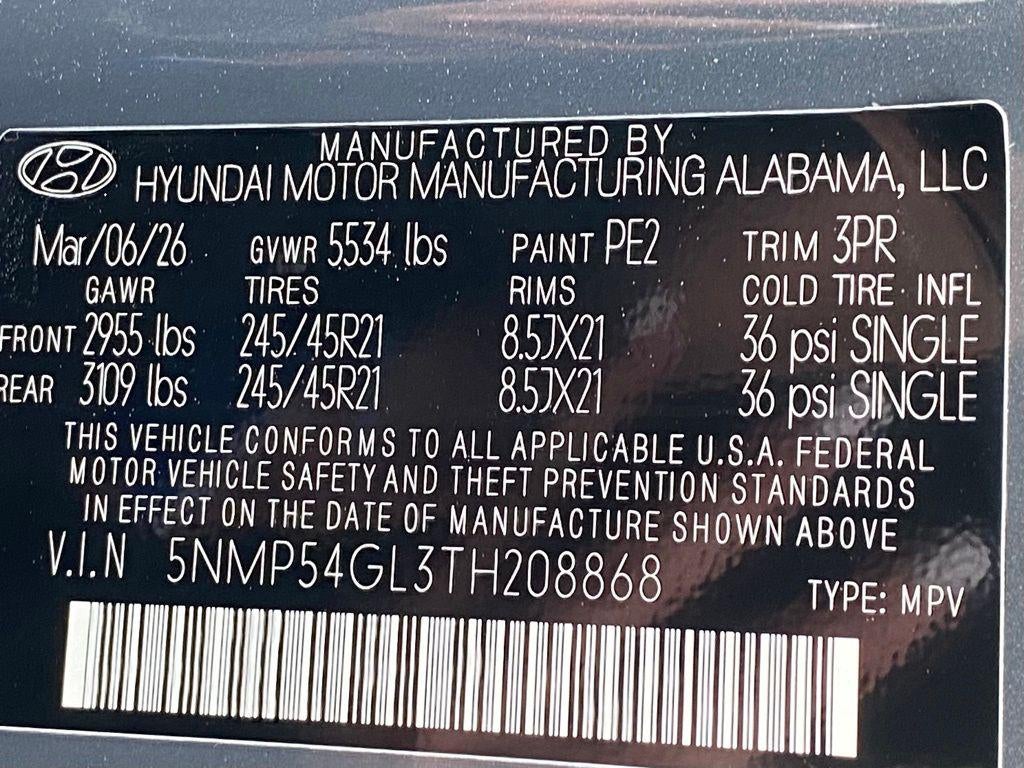 MANUFACTURED BY
HYUNDAI MOTOR MANUFACTURING ALABAMA, LLC
Mar/06/26 GVWR 5534 lbs PAINT PE2 TRIM 3PR
GAWR TIRES RIMS COLD TIRE INFL
FRONT 2955 lbs 245/45R21 8.5JX21 36 psi SINGLE
REAR 3109 lbs 245/45R21 8.5JX21 36 psi SINGLE
THIS VEHICLE CONFORMS TO ALL APPLICABLE U.S.A. FEDERAL
MOTOR VEHICLE SAFETY AND THEFT PREVENTION STANDARDS
IN EFFECT ON THE DATE OF MANUFACTURE SHOWN ABOVE
V.I.N 5NMP54GL3TH208868 TYPE: MPV